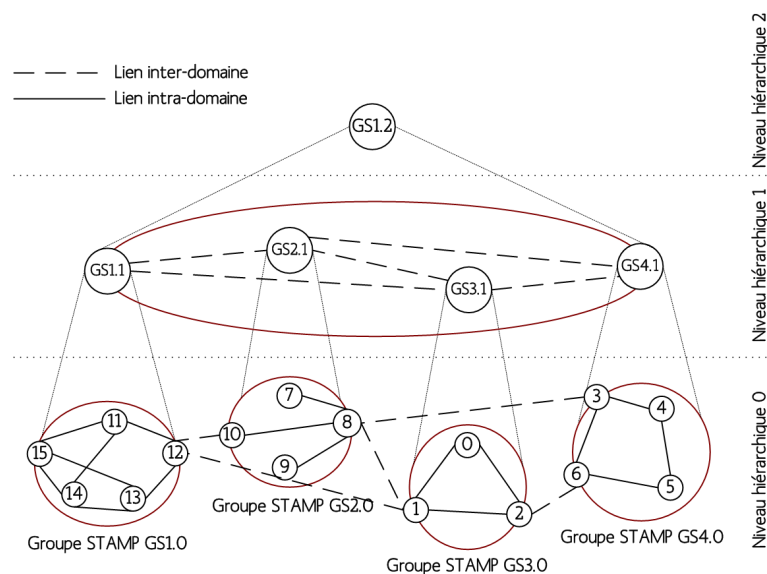 Lien inter-domaine
Lien intra-domaine
GS1.2
Niveau hiérarchique 2
GS1.1
GS2.1
GS3.1
GS4.1
Niveau hiérarchique 1
11
15
12
14
13
Groupe STAMP GS1.0
7
10
8
9
Groupe STAMP GS2.0
0
1
2
Groupe STAMP GS3.0
3
4
6
5
Groupe STAMP GS4.0
Niveau hiérarchique 0